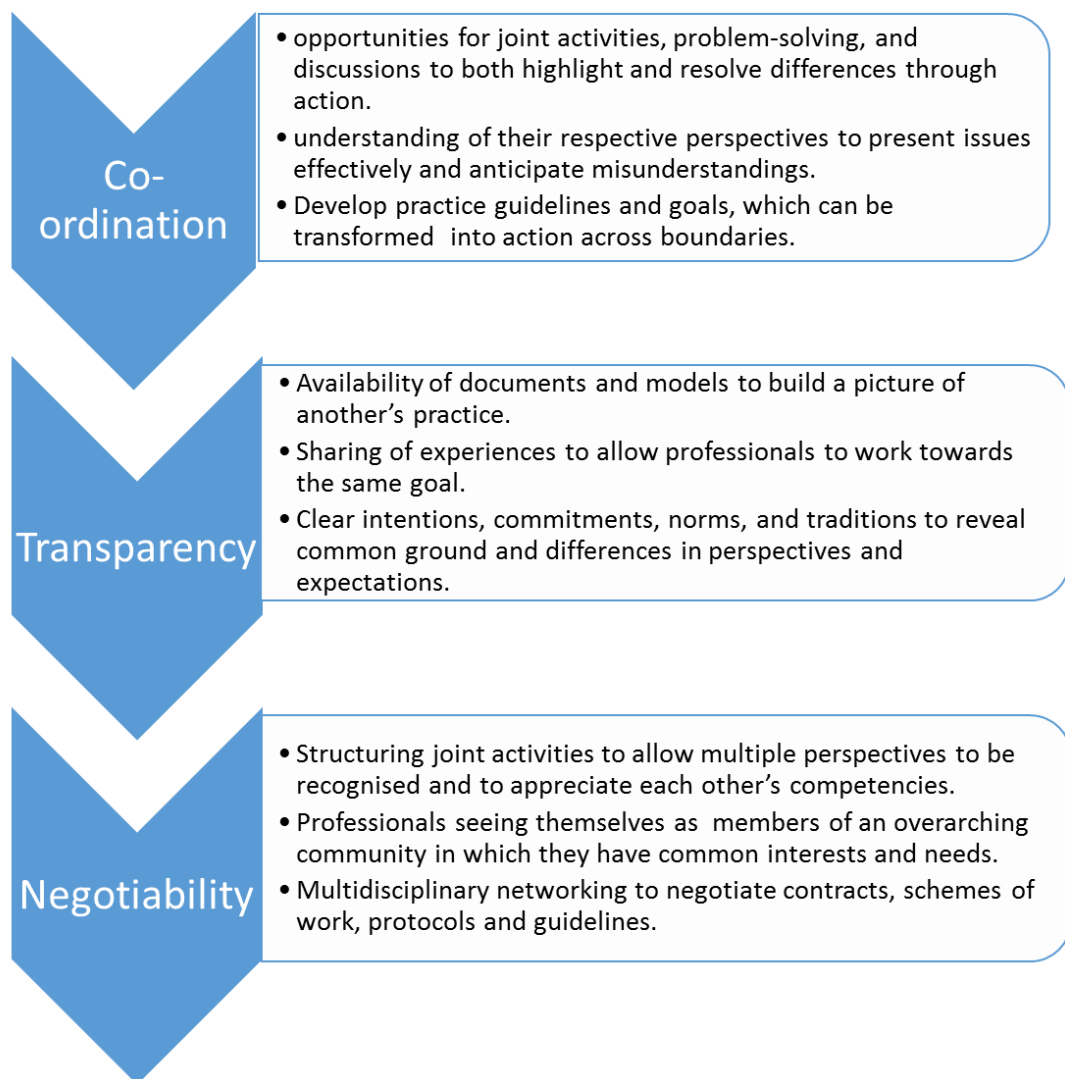 Co-
ordination
• opportunities for joint activities, problem-solving, and
discussions to both highlight and resolve differences through
action.
• understanding of their respective perspectives to present issues
effectively and anticipate misunderstandings.
• Develop practice guidelines and goals, which can be
transformed  into action across boundaries.
Transparency
• Availability of documents and models to build a picture of
another’s practice.
• Sharing of experiences to allow professionals to work towards
the same goal.
• Clear intentions, commitments, norms, and traditions to reveal
common ground and differences in perspectives and
expectations.
Negotiability
• Structuring joint activities to allow multiple perspectives to be
recognised and to appreciate each other’s competencies.
• Professionals seeing themselves as  members of an overarching
community in which they have common interests and needs.
• Multidisciplinary networking to negotiate contracts, schemes of
work, protocols and guidelines.